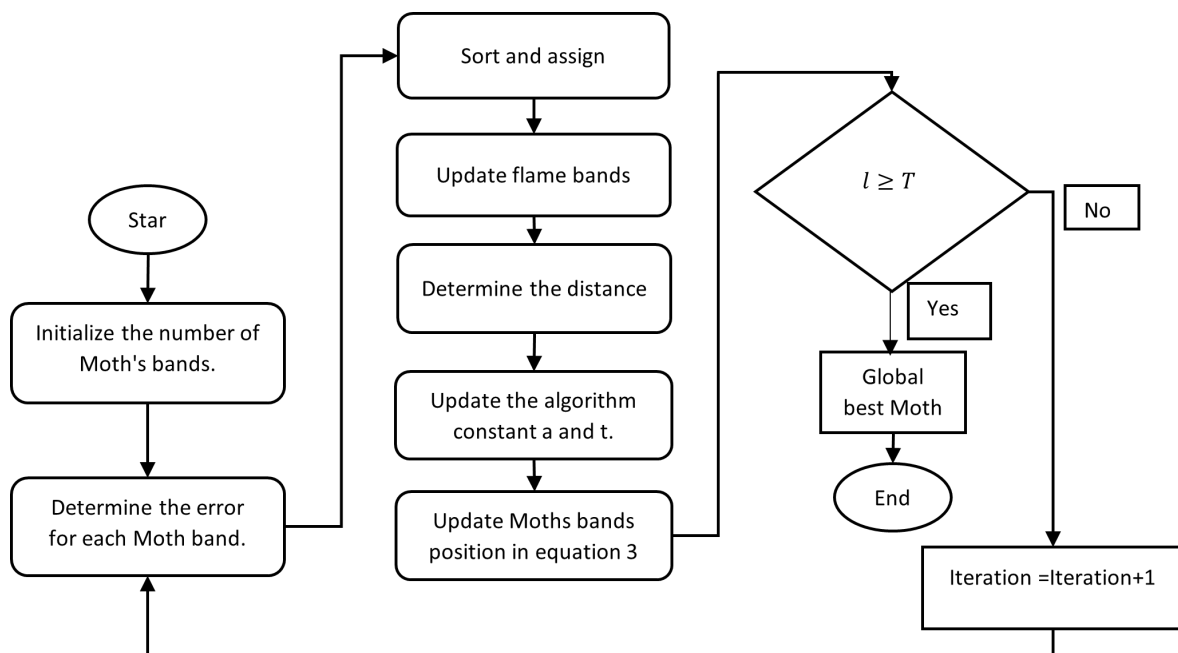 Star
Initialize the number of
Moth's bands.
Determine the error
for each Moth band.
Sort and assign
Update flame bands
Determine the distance
Update the algorithm
constant a and t.
Update Moths bands
position in equation 3
l ≥ T
No
Yes
Global
best Moth
End
Iteration =Iteration+1